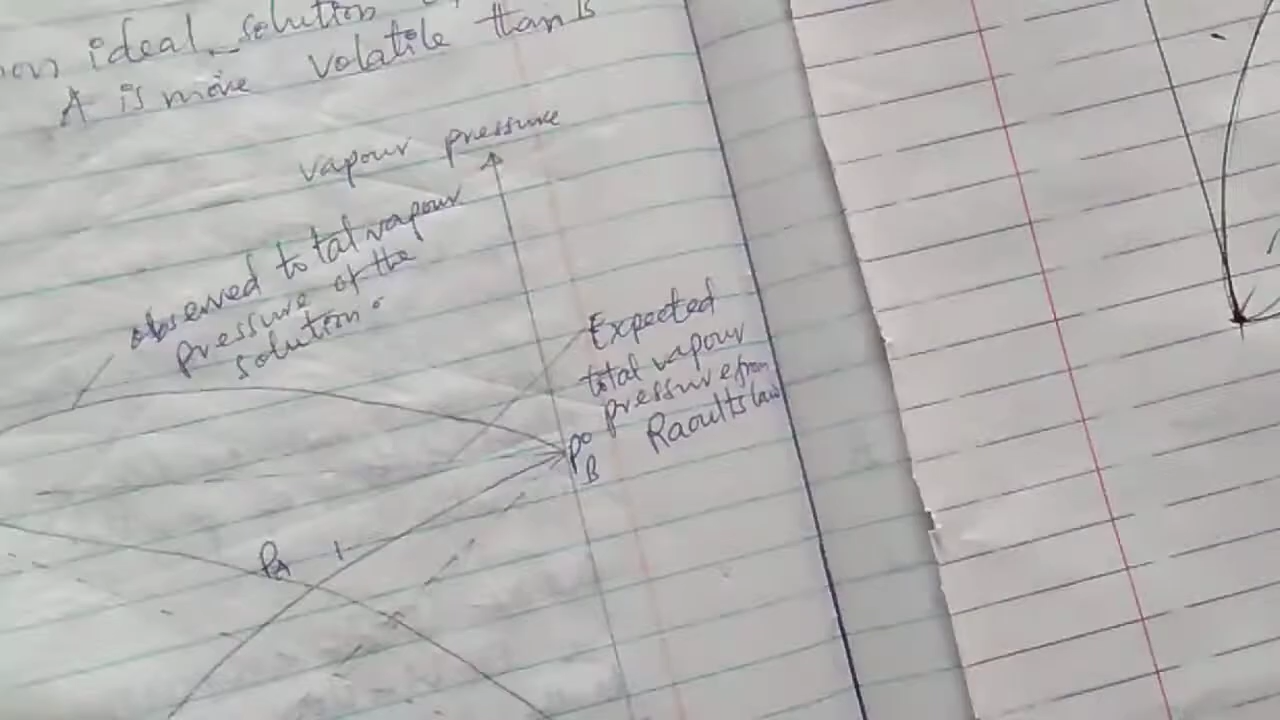 ideal solution
A is more volatile than B
vapour pressure
observed total vapour
pressure of the
solution
Expected
total vapour
pressure from
Raoults law
P°
B
PA